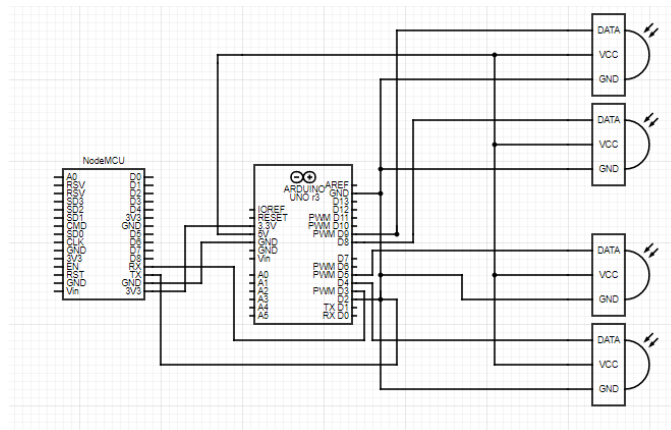 NodeMCU
A0
RSV
RSV
SD3
SD2
SD1
CMD
SD0
CLK
GND
3V3
EN
RST
GND
Vin
D0
D1
D2
D3
D4
3V3
GND
D5
D6
D7
D8
RX
TX
GND
3V3
ARDUINO
UNO r3
IOREF
RESET
3.3V
5V
GND
GND
Vin
A0
A1
A2
A3
A4
A5
AREF
GND
D13
D12
PWM D11
PWM D10
PWM D9
D8
D7
PWM D6
PWM D5
D4
PWM D3
D2
TX D1
RX D0
DATA
VCC
GND
DATA
VCC
GND
DATA
VCC
GND
DATA
VCC
GND